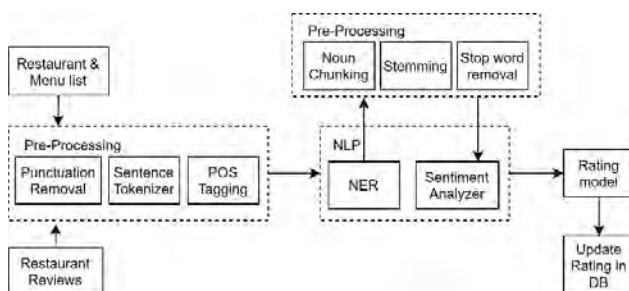 Pre-Processing
Noun
Chunking
Stemming
Stop word
removal
Restaurant &
Menu list
Pre-Processing
Punctuation
Removal
Sentence
Tokenizer
POS
Tagging
NLP
NER
Sentiment
Analyzer
Rating
model
Restaurant
Reviews
Update
Rating in
DB